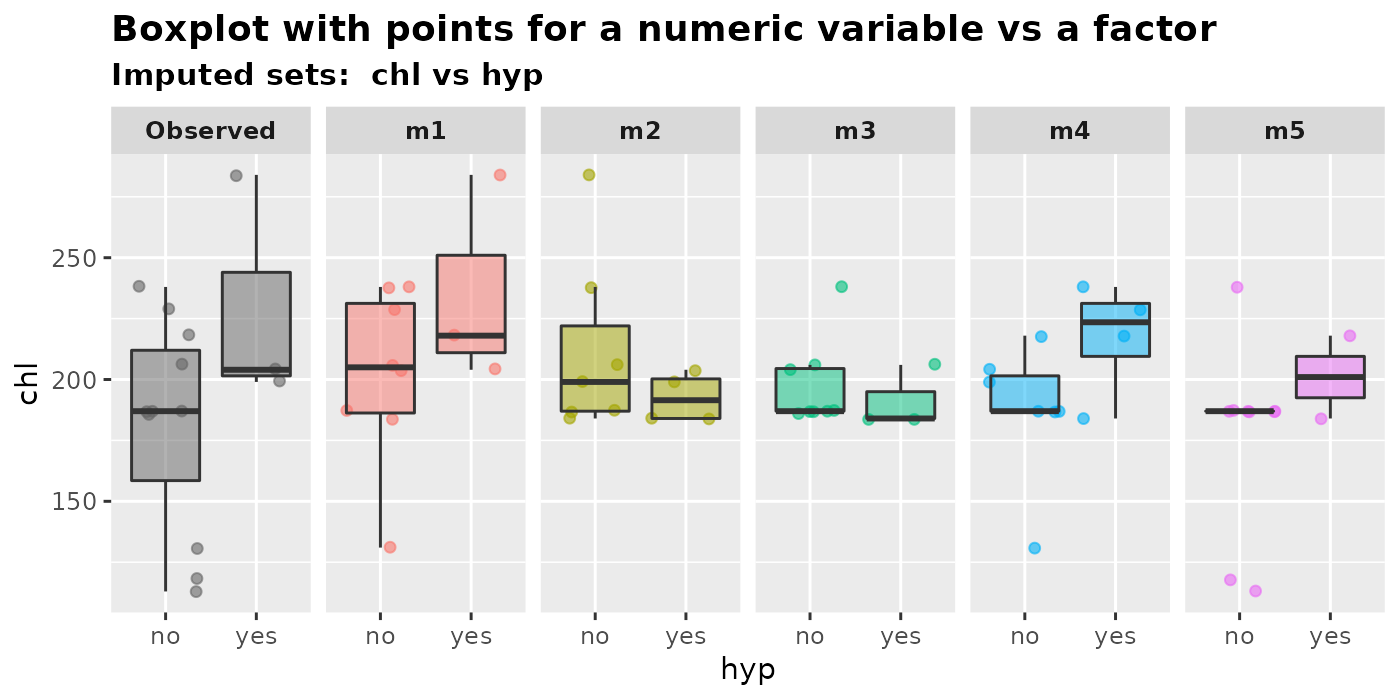 Boxplot with points for a numeric variable vs a factor
Imputed sets:  chl vs hyp
Observed m1 m2 m3 m4 m5
250
200
150
chl
no yes no yes no yes no yes no yes no yes
hyp